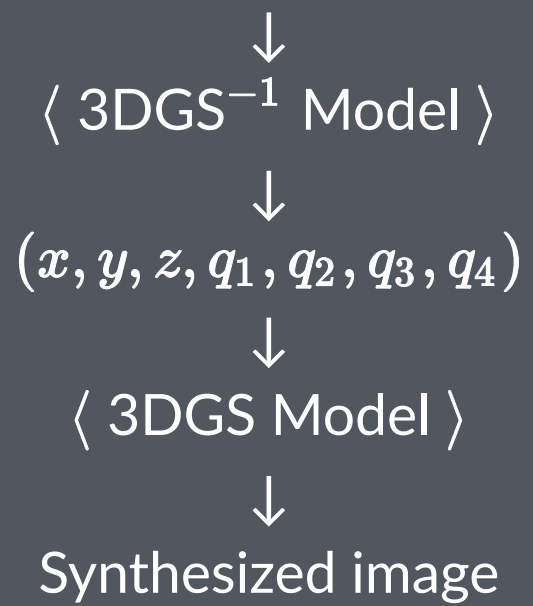 ↓
⟨ 3DGS⁻¹ Model ⟩
↓
(x, y, z, q₁, q₂, q₃, q₄)
↓
⟨ 3DGS Model ⟩
↓
Synthesized image